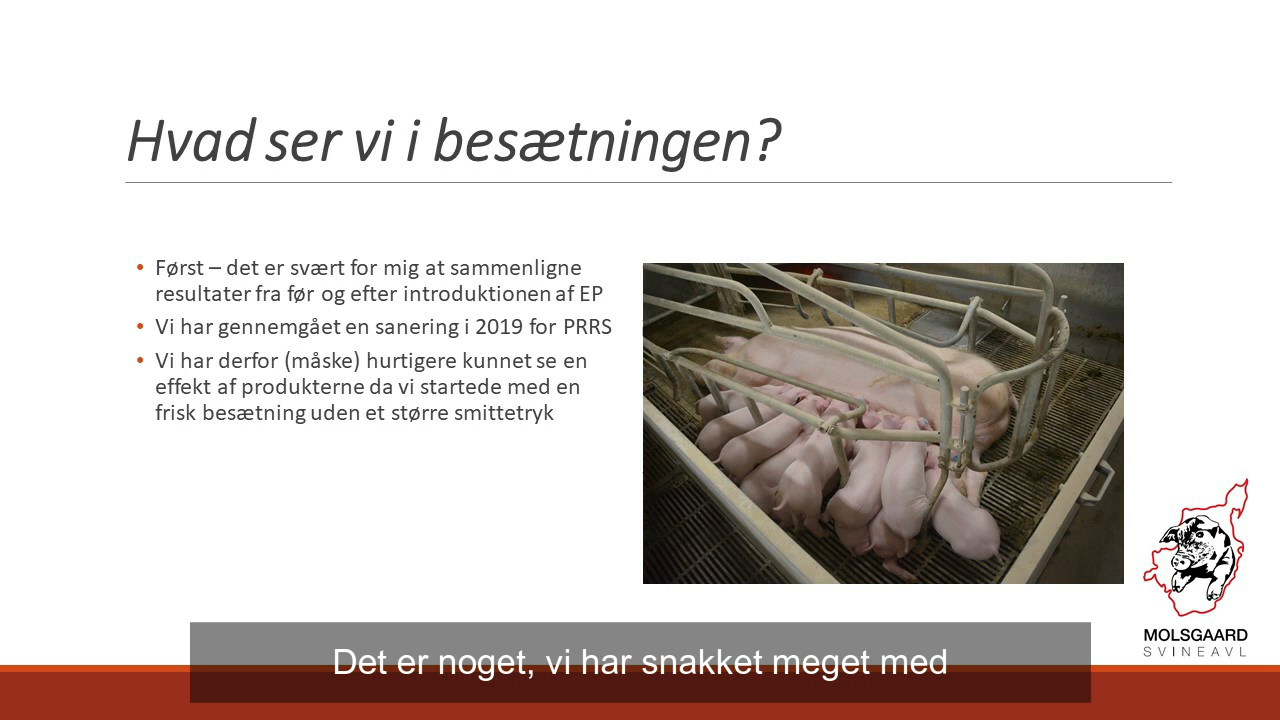 Hvad ser vi i besætningen?
• Først – det er svært for mig at sammenligne
resultater fra før og efter introduktionen af EP
• Vi har gennemgået en sanering i 2019 for PRRS
• Vi har derfor (måske) hurtigere kunnet se en
effekt af produkterne da vi startede med en
frisk besætning uden et større smittetryk
MOLSGAARD
SVINEAVL
Det er noget, vi har snakket meget med